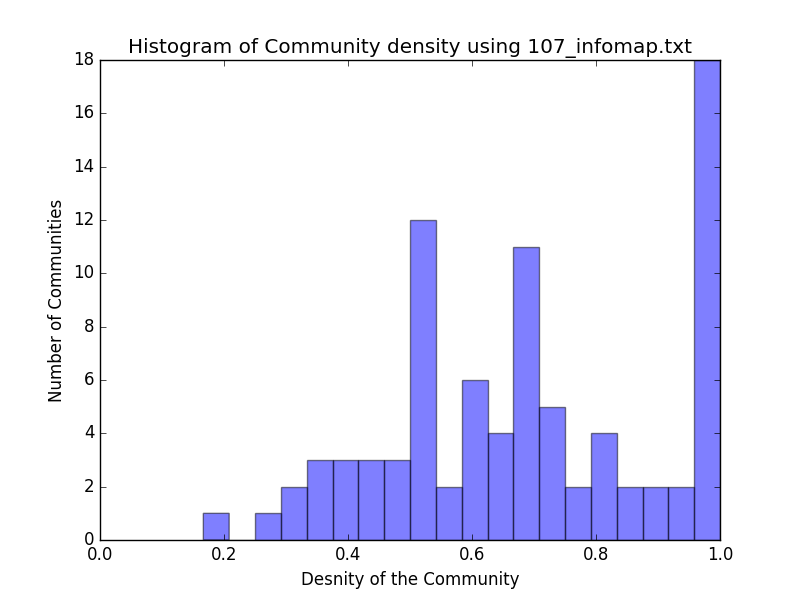 Histogram of Community density using 107_infomap.txt
18
16
14
12
10
8
6
4
2
0
Number of Communities
0.0 0.2 0.4 0.6 0.8 1.0
Desnity of the Community